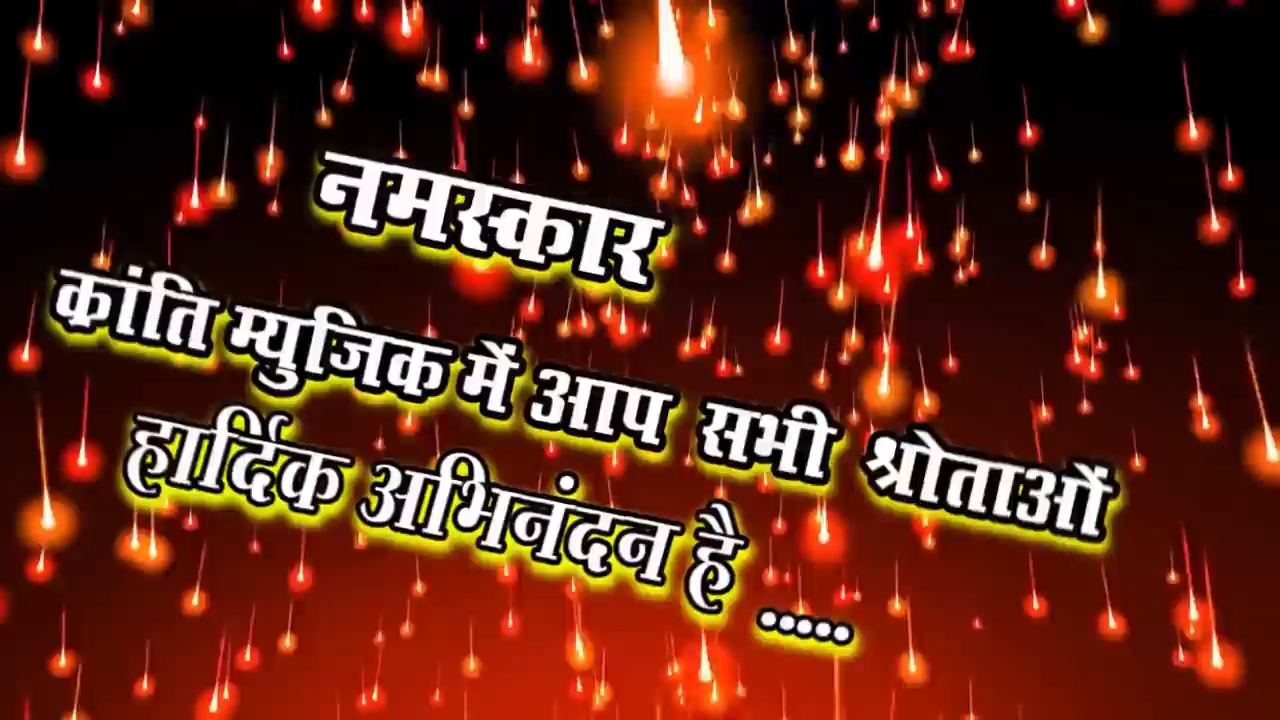 नमस्कार
क्रांति म्युजिक में आप सभी श्रोताओं
हार्दिक अभिनंदन है .....